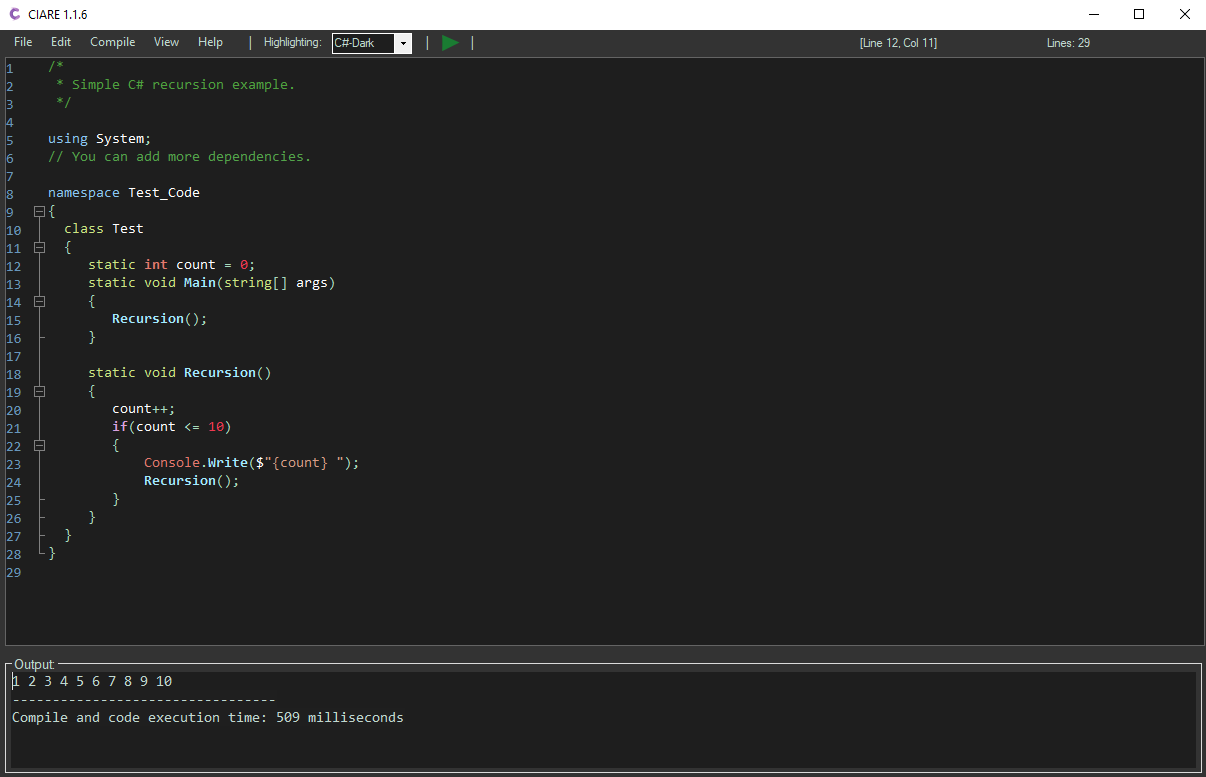 CIARE 1.1.6
File Edit Compile View Help | Highlighting: C#-Dark | | [Line 12, Col 11] Lines: 29
1 /*
2 * Simple C# recursion example.
3 */
4
5 using System;
6 // You can add more dependencies.
7
8 namespace Test_Code
9 {
10 class Test
11 {
12 static int count = 0;
13 static void Main(string[] args)
14 {
15 Recursion();
16 }
17
18 static void Recursion()
19 {
20 count++;
21 if(count <= 10)
22 {
23 Console.Write($"{count} ");
24 Recursion();
25 }
26 }
27 }
28 }
29
Output:
1 2 3 4 5 6 7 8 9 10
---------------------------------
Compile and code execution time: 509 milliseconds